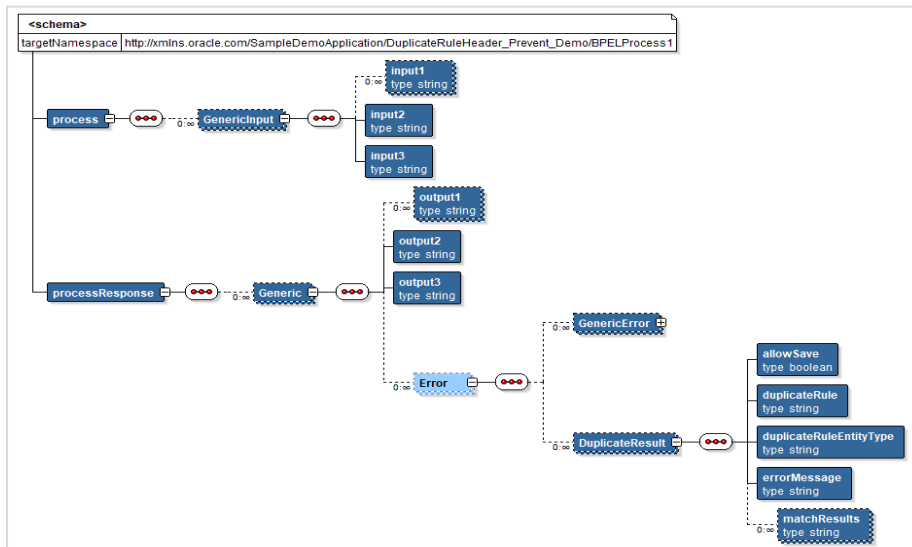 <schema>
targetNamespace http://xmlns.oracle.com/SampleDemoApplication/DuplicateRuleHeader_Prevent_Demo/BPELProcess1
process
0:∞
GenericInput
0:∞
input1
type string
input2
type string
input3
type string
processResponse
0:∞
Generic
0:∞
output1
type string
output2
type string
output3
type string
0:∞
Error
0:∞
GenericError
0:∞
DuplicateResult
allowSave
type boolean
duplicateRule
type string
duplicateRuleEntityType
type string
errorMessage
type string
0:∞
matchResults
type string